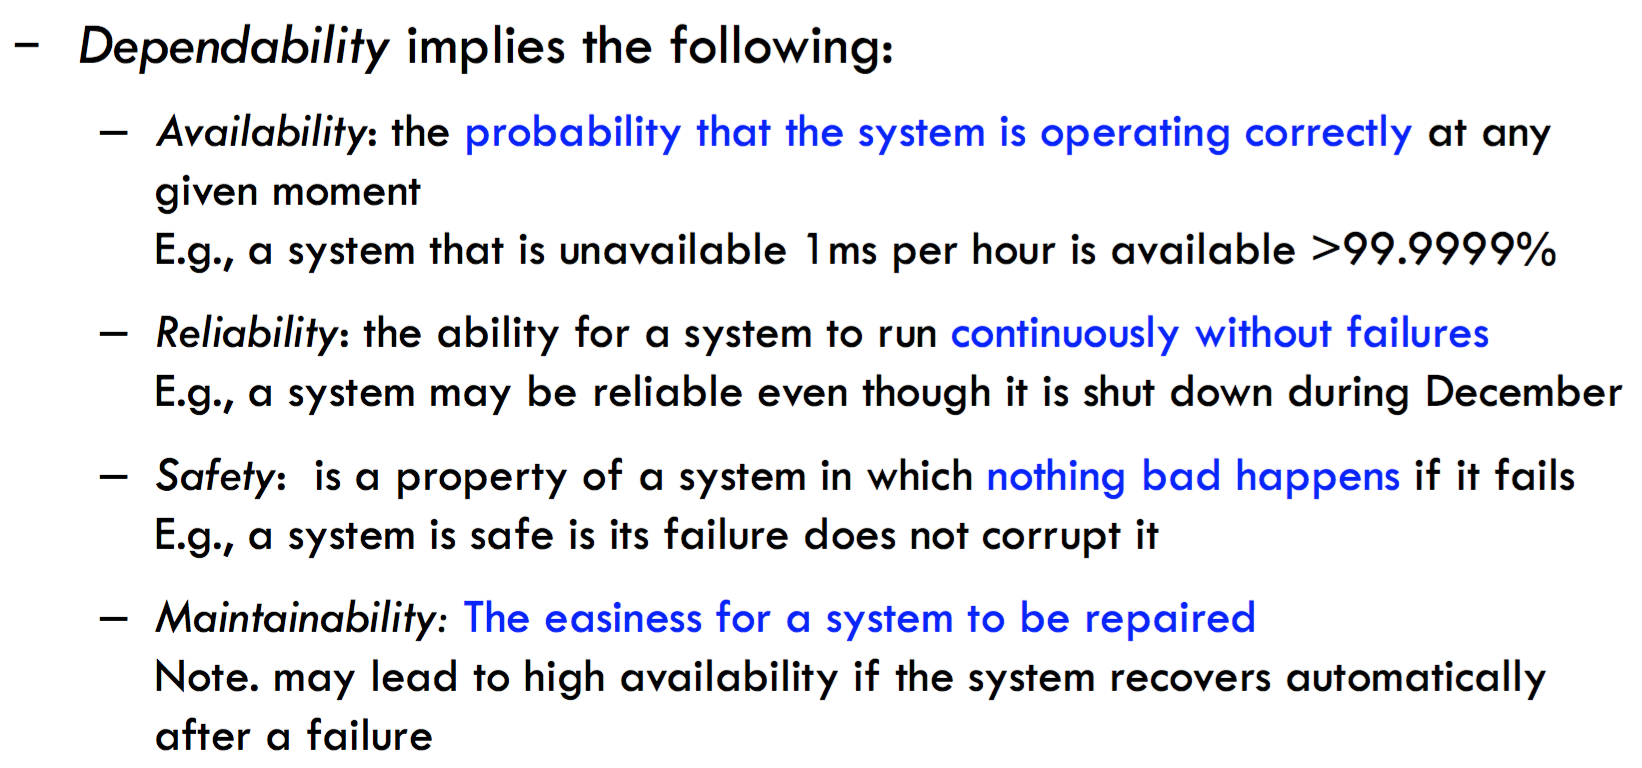 – Dependability implies the following:
– Availability: the probability that the system is operating correctly at any
given moment
E.g., a system that is unavailable 1ms per hour is available >99.9999%
– Reliability: the ability for a system to run continuously without failures
E.g., a system may be reliable even though it is shut down during December
– Safety: is a property of a system in which nothing bad happens if it fails
E.g., a system is safe is its failure does not corrupt it
– Maintainability: The easiness for a system to be repaired
Note. may lead to high availability if the system recovers automatically
after a failure